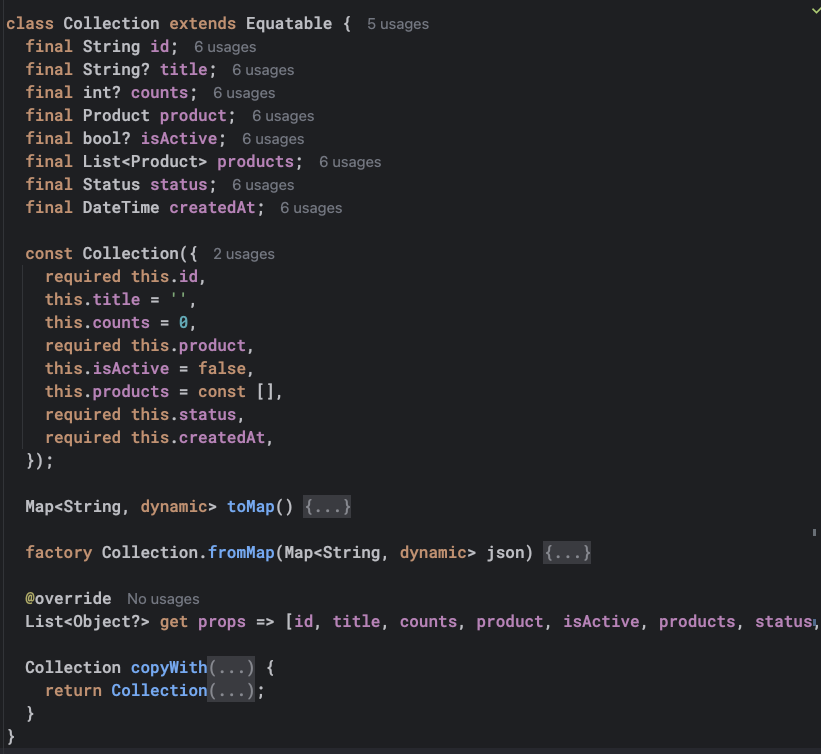 class Collection extends Equatable { 5 usages
final String id; 6 usages
final String? title; 6 usages
final int? counts; 6 usages
final Product product; 6 usages
final bool? isActive; 6 usages
final List<Product> products; 6 usages
final Status status; 6 usages
final DateTime createdAt; 6 usages
const Collection({ 2 usages
required this.id,
this.title = '',
this.counts = 0,
required this.product,
this.isActive = false,
this.products = const [],
required this.status,
required this.createdAt,
});
Map<String, dynamic> toMap() {...}
factory Collection.fromMap(Map<String, dynamic> json) {...}
@override No usages
List<Object?> get props => [id, title, counts, product, isActive, products, status,
Collection copyWith(...) {
return Collection(...);
}
}